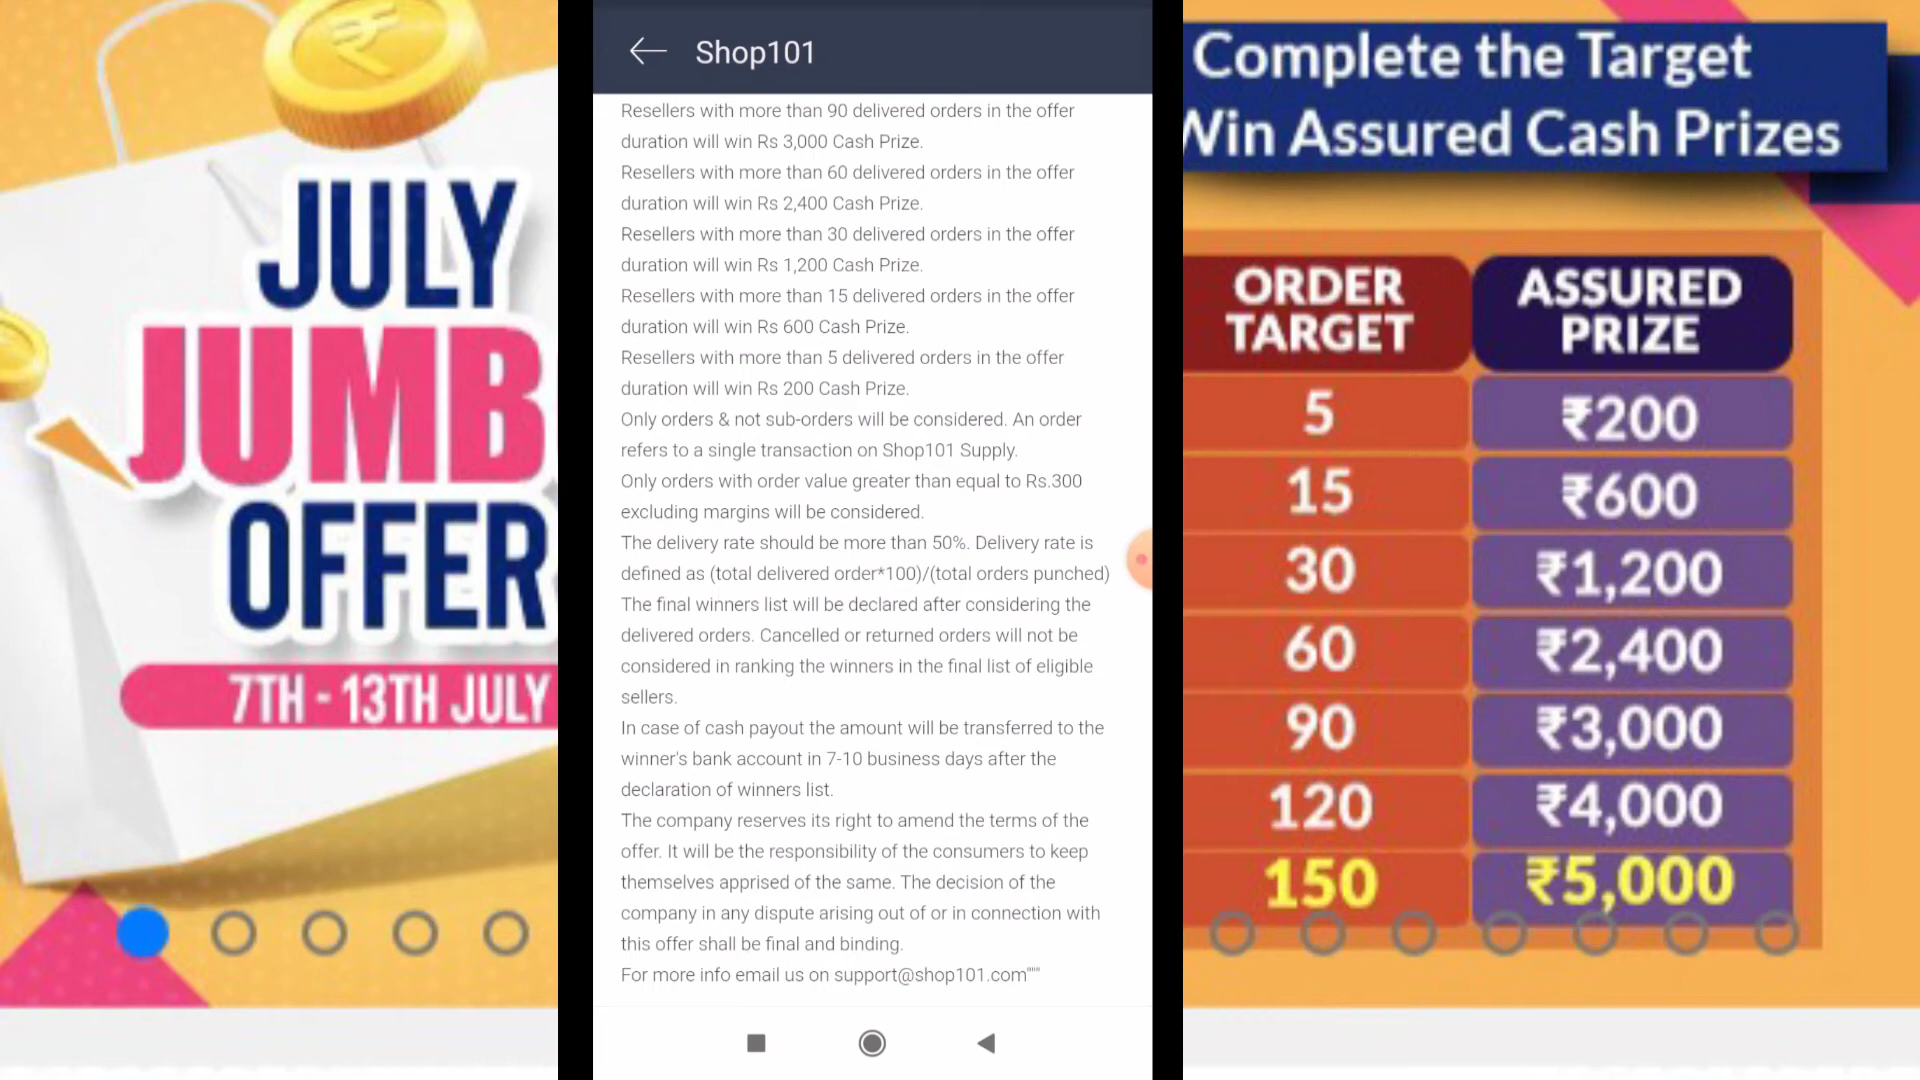 JULY
JUMB
OFFER
7TH - 13TH JULY
Shop101
Resellers with more than 90 delivered orders in the offer
duration will win Rs 3,000 Cash Prize.
Resellers with more than 60 delivered orders in the offer
duration will win Rs 2,400 Cash Prize.
Resellers with more than 30 delivered orders in the offer
duration will win Rs 1,200 Cash Prize.
Resellers with more than 15 delivered orders in the offer
duration will win Rs 600 Cash Prize.
Resellers with more than 5 delivered orders in the offer
duration will win Rs 200 Cash Prize.
Only orders & not sub-orders will be considered. An order
refers to a single transaction on Shop101 Supply.
Only orders with order value greater than equal to Rs.300
excluding margins will be considered.
The delivery rate should be more than 50%. Delivery rate is
defined as (total delivered order*100)/(total orders punched)
The final winners list will be declared after considering the
delivered orders. Cancelled or returned orders will not be
considered in ranking the winners in the final list of eligible
sellers.
In case of cash payout the amount will be transferred to the
winner's bank account in 7-10 business days after the
declaration of winners list.
The company reserves its right to amend the terms of the
offer. It will be the responsibility of the consumers to keep
themselves apprised of the same. The decision of the
company in any dispute arising out of or in connection with
this offer shall be final and binding.
For more info email us on support@shop101.com"""
Complete the Target
Win Assured Cash Prizes
ORDER TARGET ASSURED PRIZE
5 ₹200
15 ₹600
30 ₹1,200
60 ₹2,400
90 ₹3,000
120 ₹4,000
150 ₹5,000